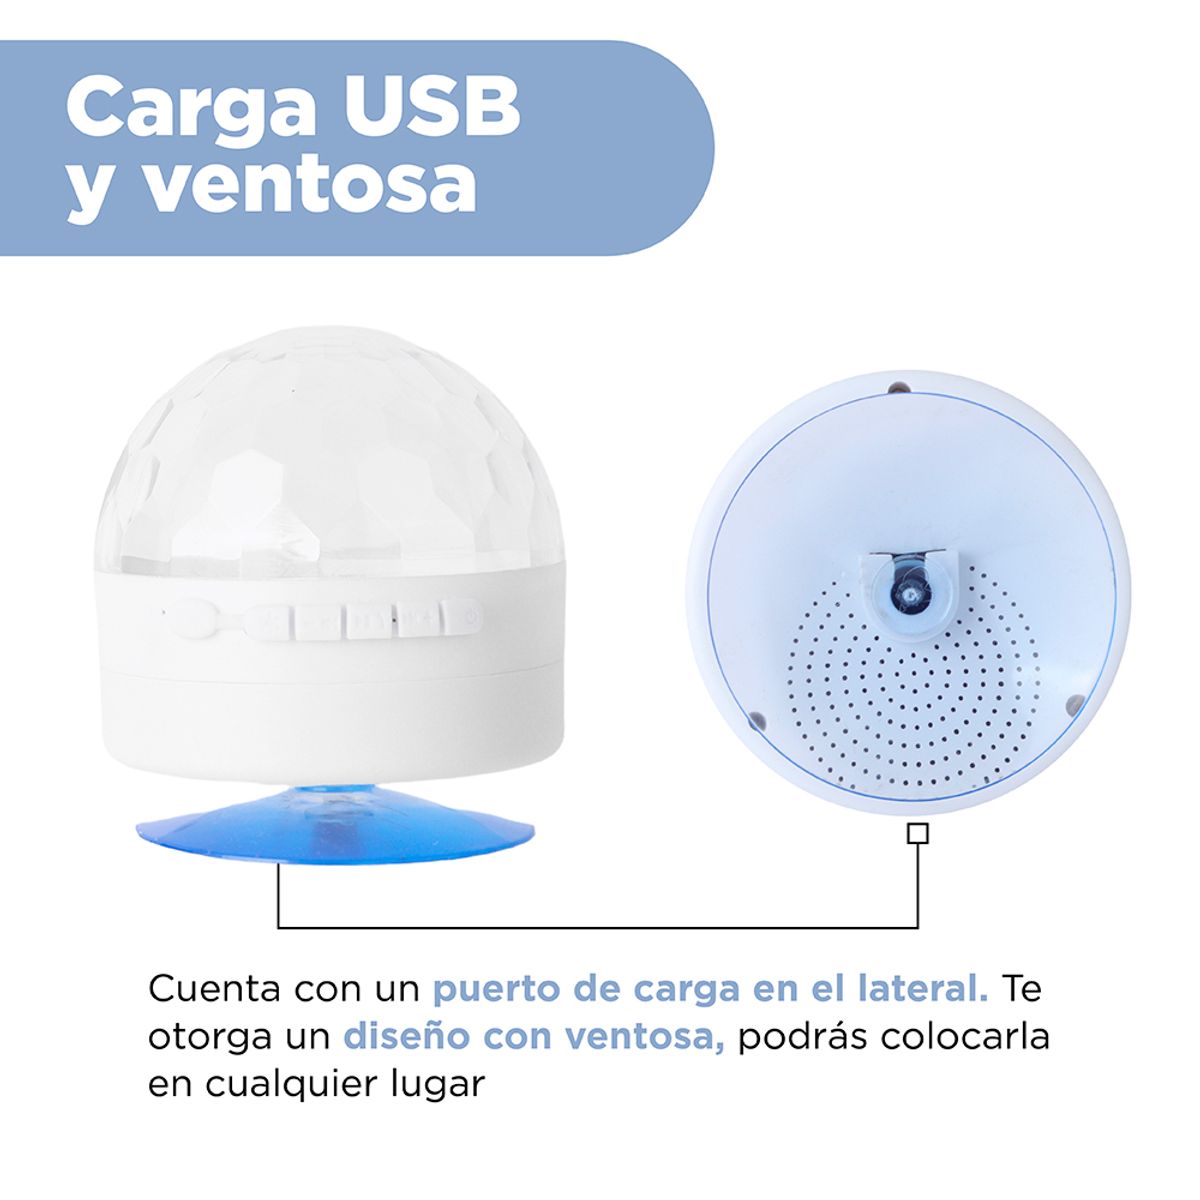 Carga USB
y ventosa
Cuenta con un puerto de carga en el lateral. Te
otorga un diseño con ventosa, podrás colocarla
en cualquier lugar